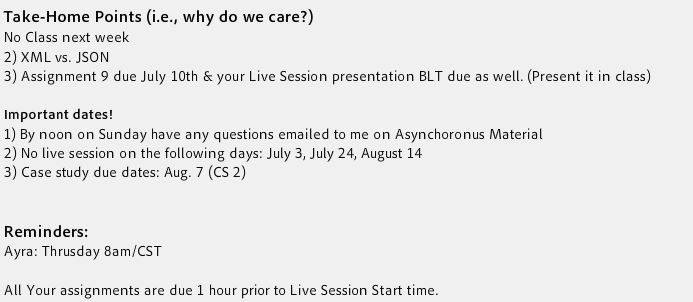 Take-Home Points (i.e., why do we care?)
No Class next week
2) XML vs. JSON
3) Assignment 9 due July 10th & your Live Session presentation BLT due as well. (Present it in class)
Important dates!
1) By noon on Sunday have any questions emailed to me on Asynchoronus Material
2) No live session on the following days: July 3, July 24, August 14
3) Case study due dates: Aug. 7 (CS 2)
Reminders:
Ayra: Thrusday 8am/CST
All Your assignments are due 1 hour prior to Live Session Start time.